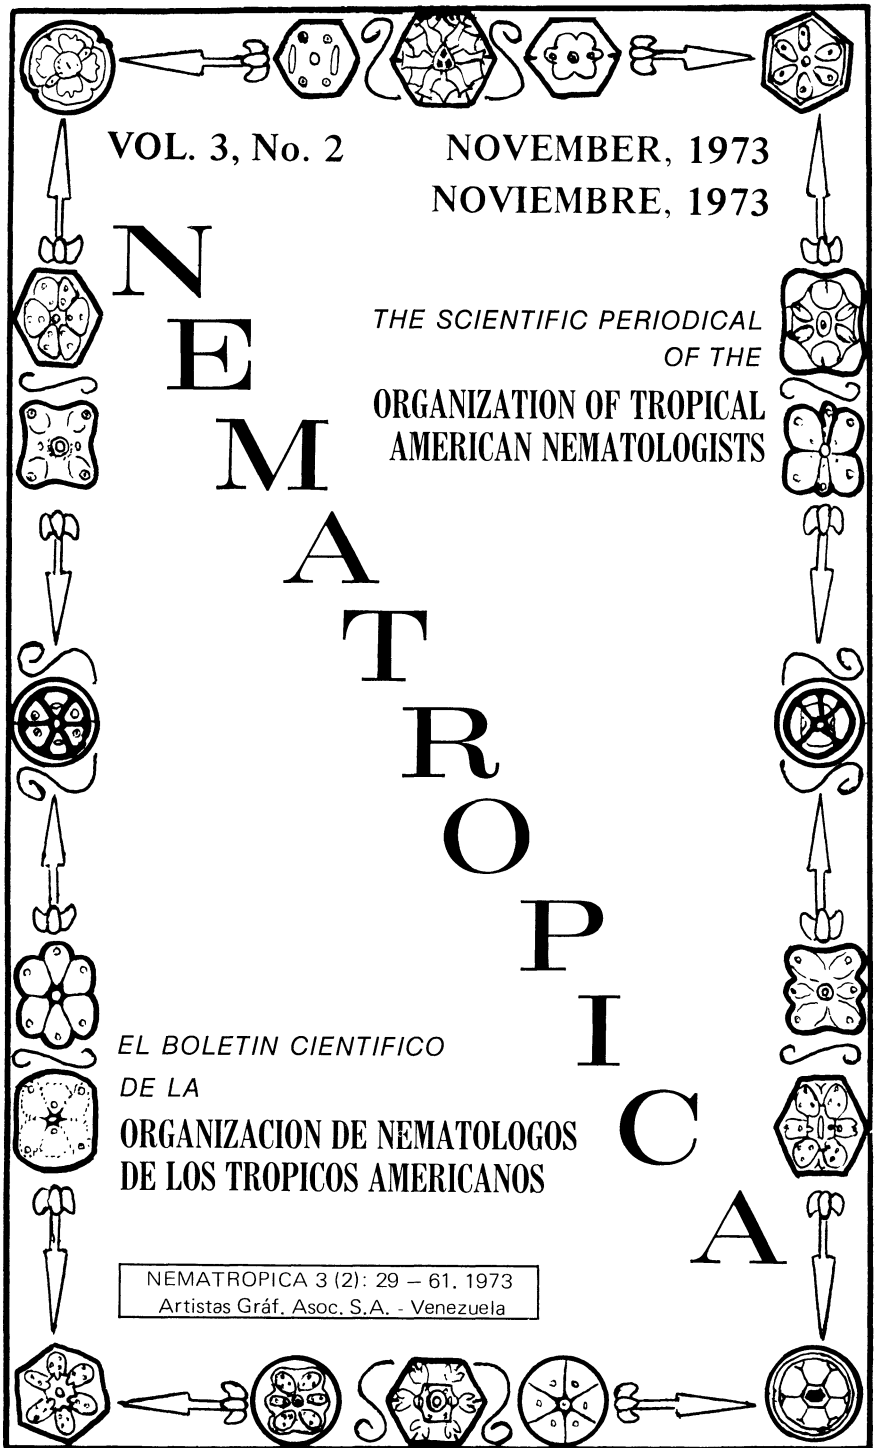 VOL. 3, No. 2
NOVEMBER, 1973
NOVIEMBRE, 1973
NEMATROPICA
THE SCIENTIFIC PERIODICAL
OF THE
ORGANIZATION OF TROPICAL
AMERICAN NEMATOLOGISTS
EL BOLETIN CIENTIFICO
DE LA
ORGANIZACION DE NEMATOLOGOS
DE LOS TROPICOS AMERICANOS
NEMATROPICA 3 (2): 29 – 61. 1973
Artistas Gráf. Asoc. S.A. - Venezuela